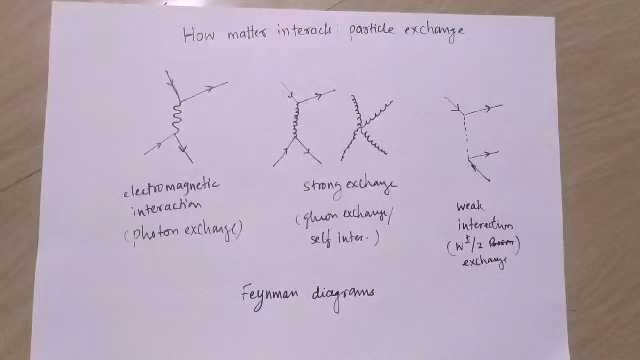 How matter interacts: particle exchange
electromagnetic
interaction
(photon exchange)
strong exchange
(gluon exchange/
self inter.)
weak
interaction
(W±/Z)
exchange
Feynman diagrams